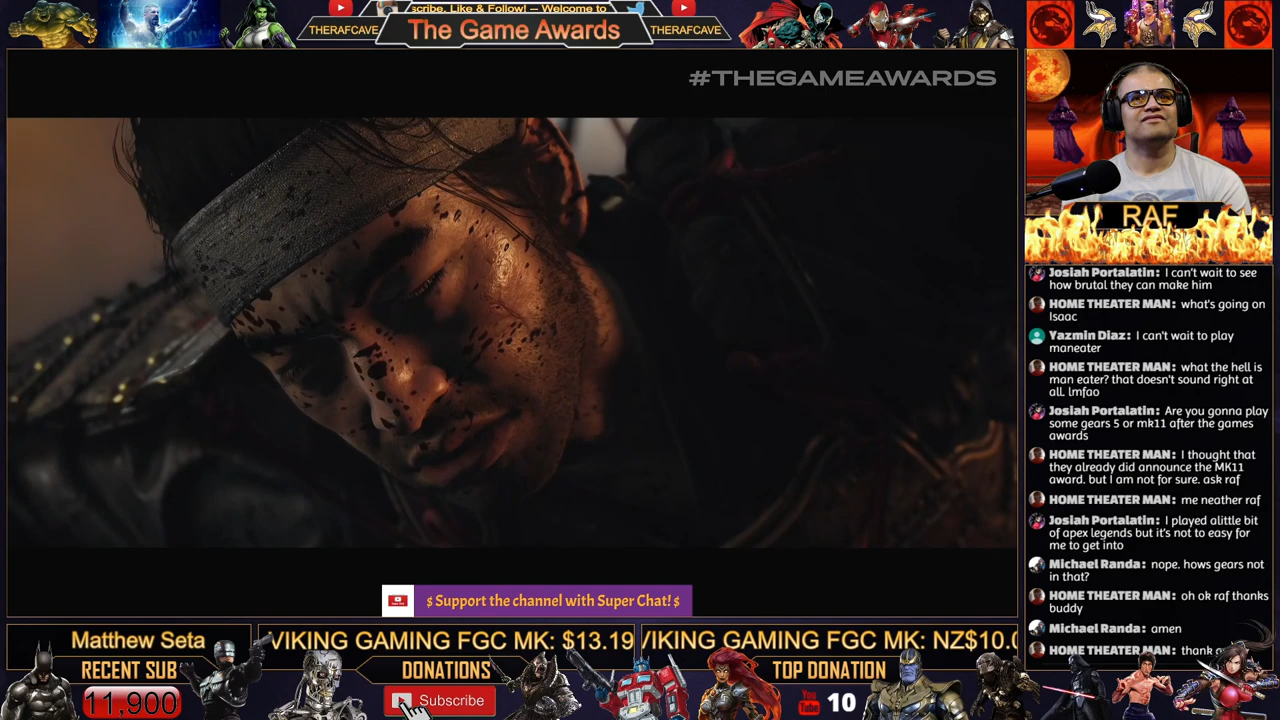 scribe, Like & Follow! -- Welcome to
THERAFCAVE
The Game Awards
THERAFCAVE
#THEGAMEAWARDS
RAF
Josiah Portalatin: I can't wait to see
how brutal they can make him
HOME THEATER MAN: what's going on
Isaac
Yazmin Diaz: I can't wait to play
maneater
HOME THEATER MAN: what the hell is
man eater? that doesn't sound right at
all. lmfao
Josiah Portalatin: Are you gonna play
some gears 5 or mk11 after the games
awards
HOME THEATER MAN: I thought that
they already did announce the MK11
award. but I am not for sure. ask raf
HOME THEATER MAN: me neather raf
Josiah Portalatin: I played alittle bit
of apex legends but it's not to easy for
me to get into
Michael Randa: nope. hows gears not
in that?
HOME THEATER MAN: oh ok raf thanks
buddy
Michael Randa: amen
HOME THEATER MAN: thank
$ Support the channel with Super Chat! $
Matthew Seta
VIKING GAMING FGC MK: $13.19
VIKING GAMING FGC MK: NZ$10.0
RECENT SUB
DONATIONS
TOP DONATION
11,900
Subscribe
You
Tube
10